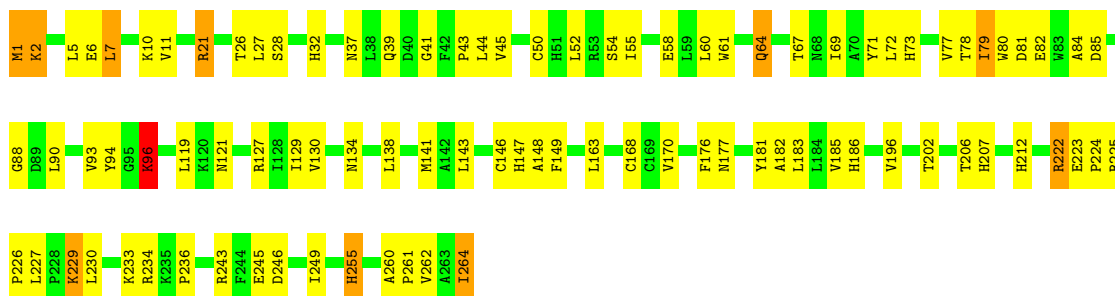 M1 K2 L5 E6 L7 K10 V11 R21 T26 L27 S28 H32 N37 L38 Q39 D40 G41 F42 P43 L44 V45 C50 H51 L52 R53 S54 I55 E58 L59 L60 W61 Q64 T67 N68 I69 A70 Y71 L72 H73 V77 T78 I79 W80 D81 E82 W83 A84 D85
G88 D89 L90 V93 Y94 G95 K96 L119 K120 N121 R127 I128 I129 V130 N134 L138 M141 A142 L143 C146 H147 A148 F149 L163 C168 C169 V170 F176 N177 Y181 A182 L183 L184 V185 H186 V196 T202 T206 H207 H212 R222 E223 P224
P226 L227 P228 K229 L230 K233 R234 K235 P236 R243 F244 E245 D246 I249 H255 A260 P261 V262 A263 I264